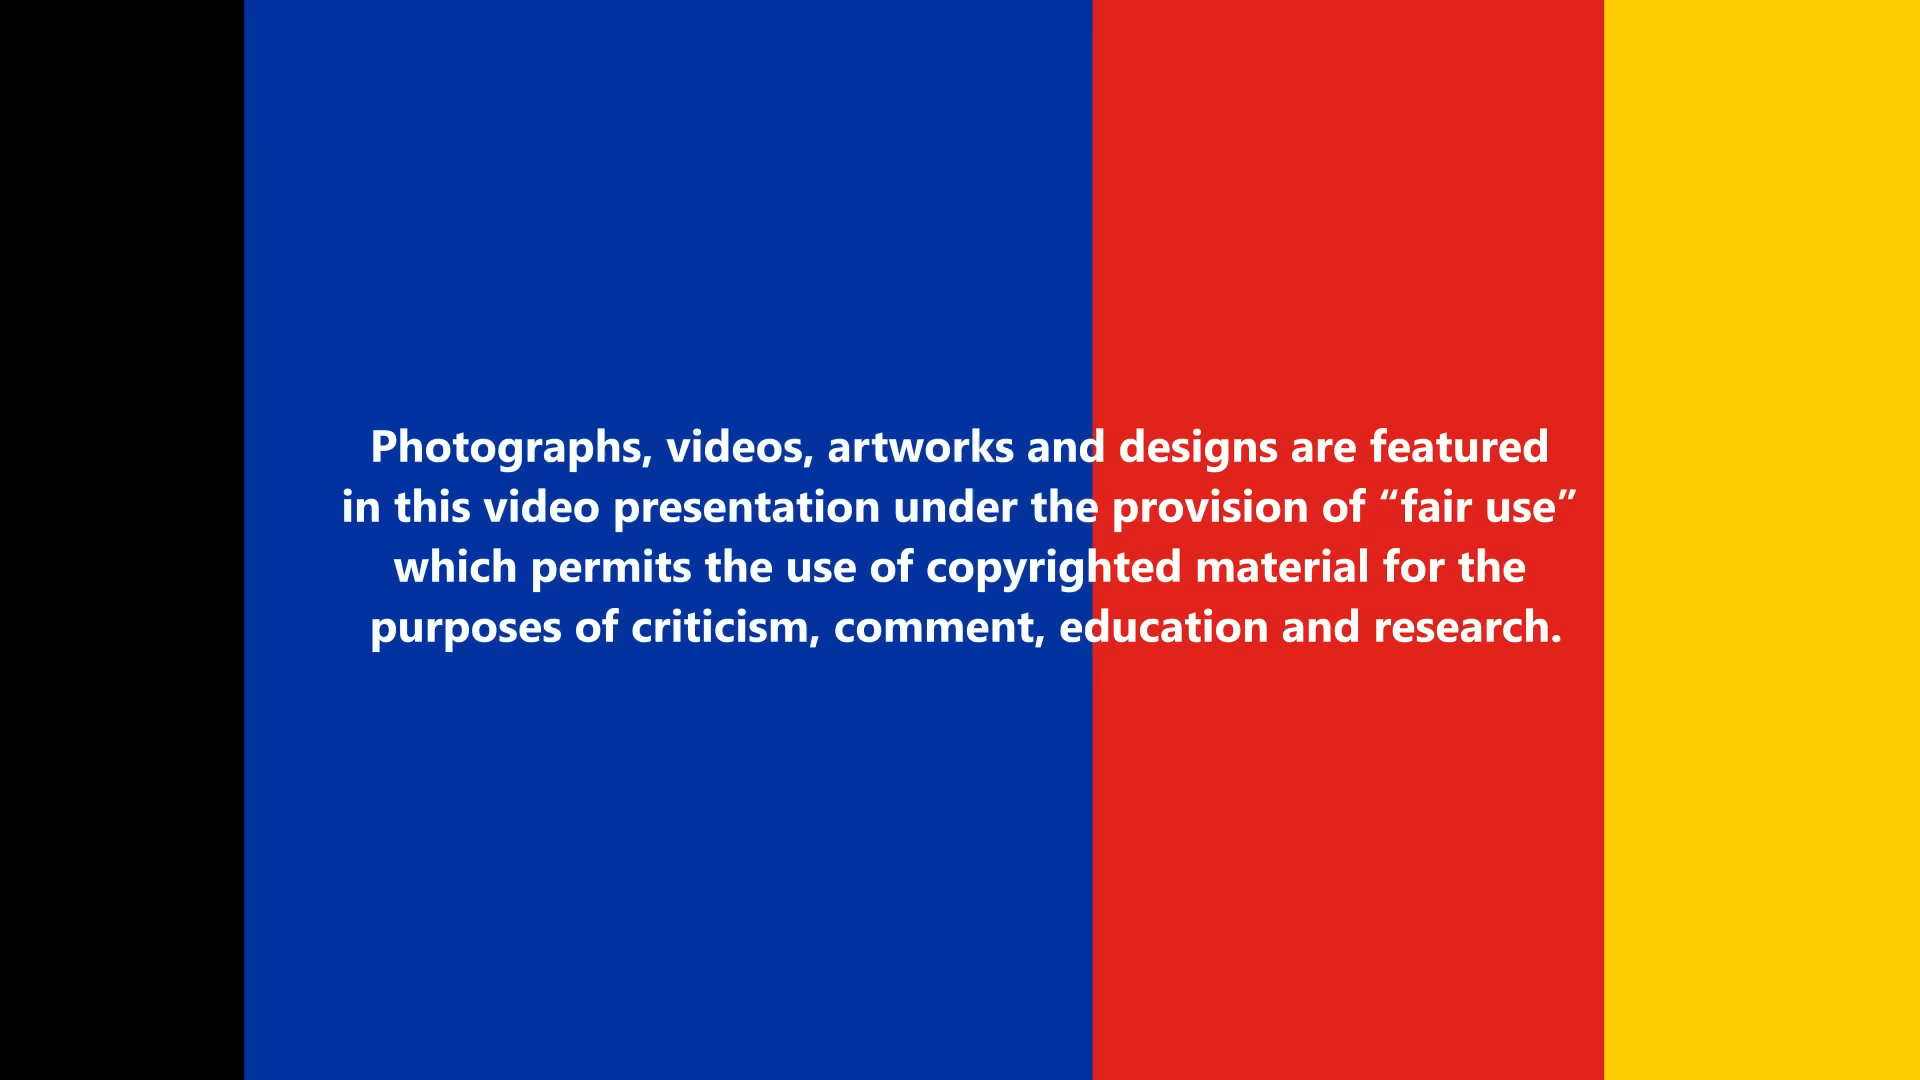 Photographs, videos, artworks and designs are featured
in this video presentation under the provision of “fair use”
which permits the use of copyrighted material for the
purposes of criticism, comment, education and research.